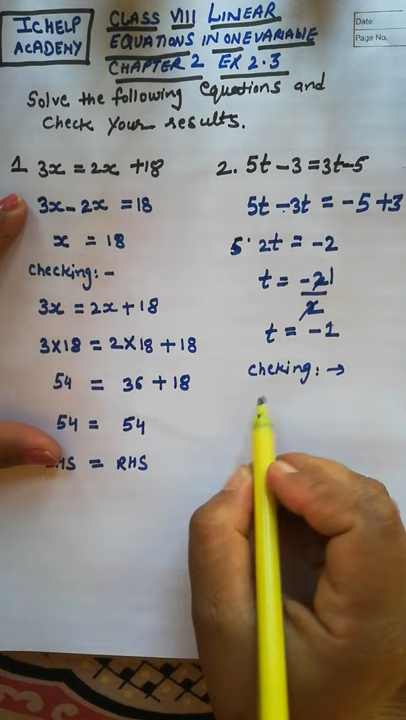 ICHELP
ACADEMY
CLASS VIII LINEAR
EQUATIONS IN ONE VARIABLE
CHAPTER 2 EX 2.3
Date:
Page No.
Solve the following equations and
check your results.
1. 3x = 2x + 18
3x - 2x = 18
x = 18
checking: -
3x = 2x + 18
3×18 = 2×18 + 18
54 = 36 + 18
54 = 54
HS = RHS
2. 5t - 3 = 3t - 5
5t - 3t = -5 + 3
2t = -2
t = -2/2
t = -1
Checking: →